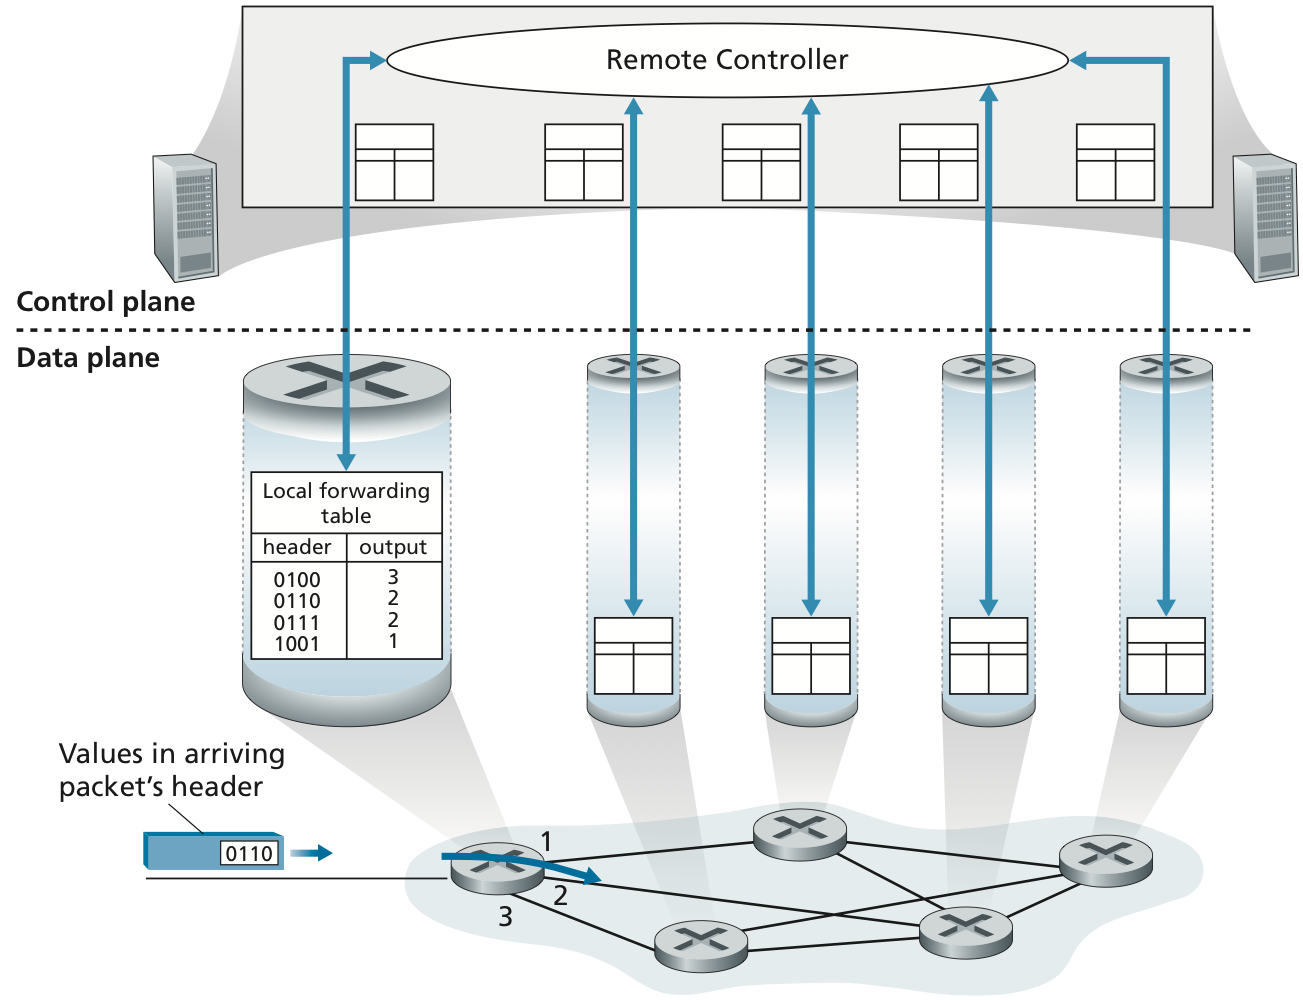 Remote Controller
Control plane
Data plane
Local forwarding
table
header output
0100 3
0110 2
0111 2
1001 1
Values in arriving
packet’s header
0110
1
2
3